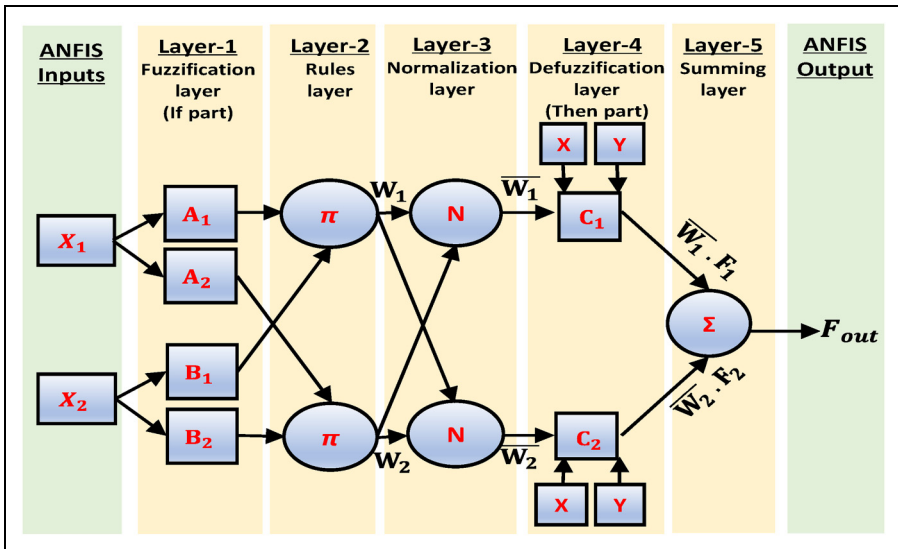 ANFIS
Inputs
Layer-1
Fuzzification
layer
(If part)
Layer-2
Rules
layer
Layer-3
Normalization
layer
Layer-4
Defuzzification
layer
(Then part)
Layer-5
Summing
layer
ANFIS
Output
X Y
X₁
A₁
A₂
π
W₁
N
W̅₁
C₁
W̅₁ . F₁
Σ
F_out
X₂
B₁
B₂
π
W₂
N
W̅₂
C₂
W̅₂ . F₂
X Y